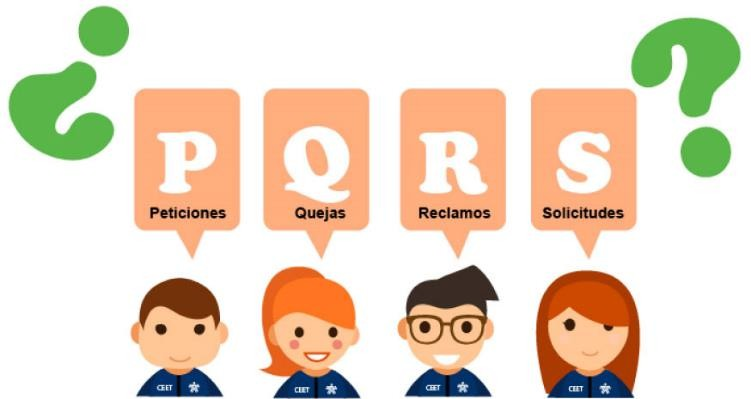 ¿ ?
P Q R S
Peticiones Quejas Reclamos Solicitudes
CEET CEET CEET CEET